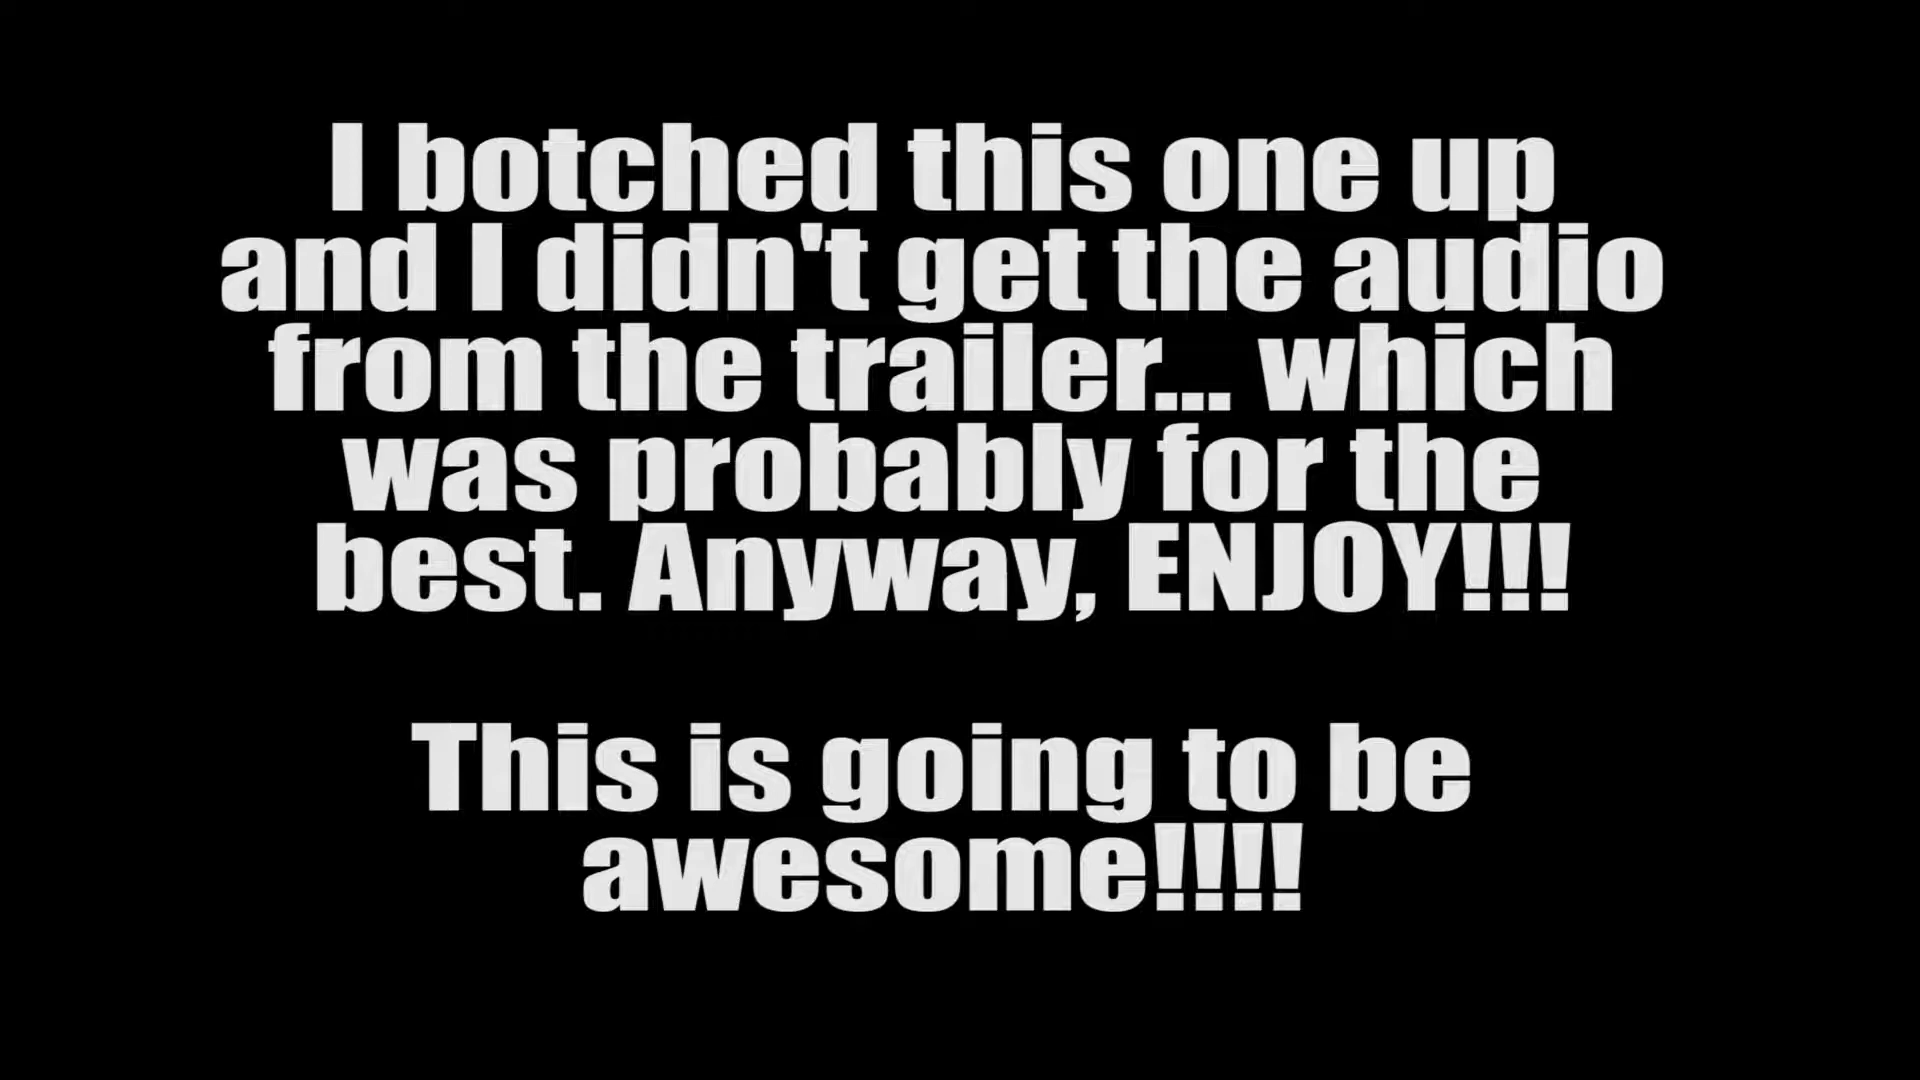 I botched this one up
and I didn't get the audio
from the trailer... which
was probably for the
best. Anyway, ENJOY!!!
This is going to be
awesome!!!!